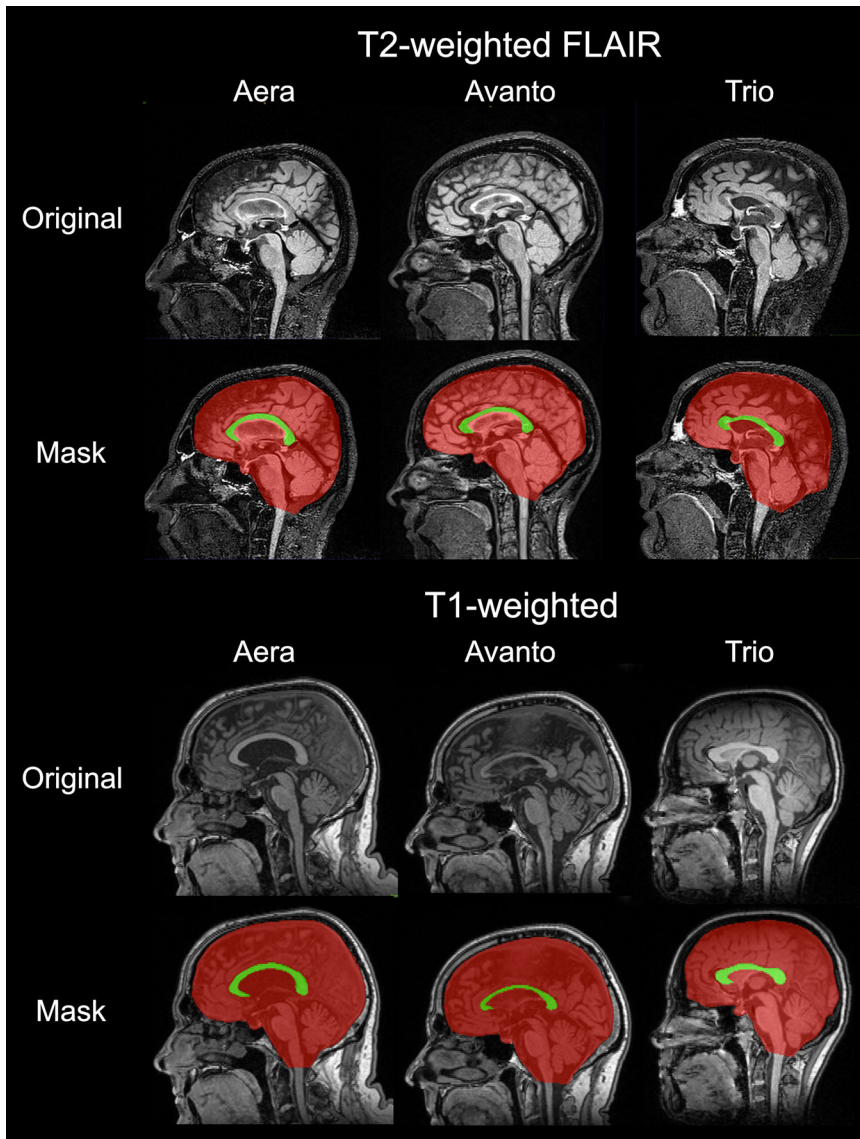 T2-weighted FLAIR
Aera Avanto Trio
Original
Mask
T1-weighted
Aera Avanto Trio
Original
Mask